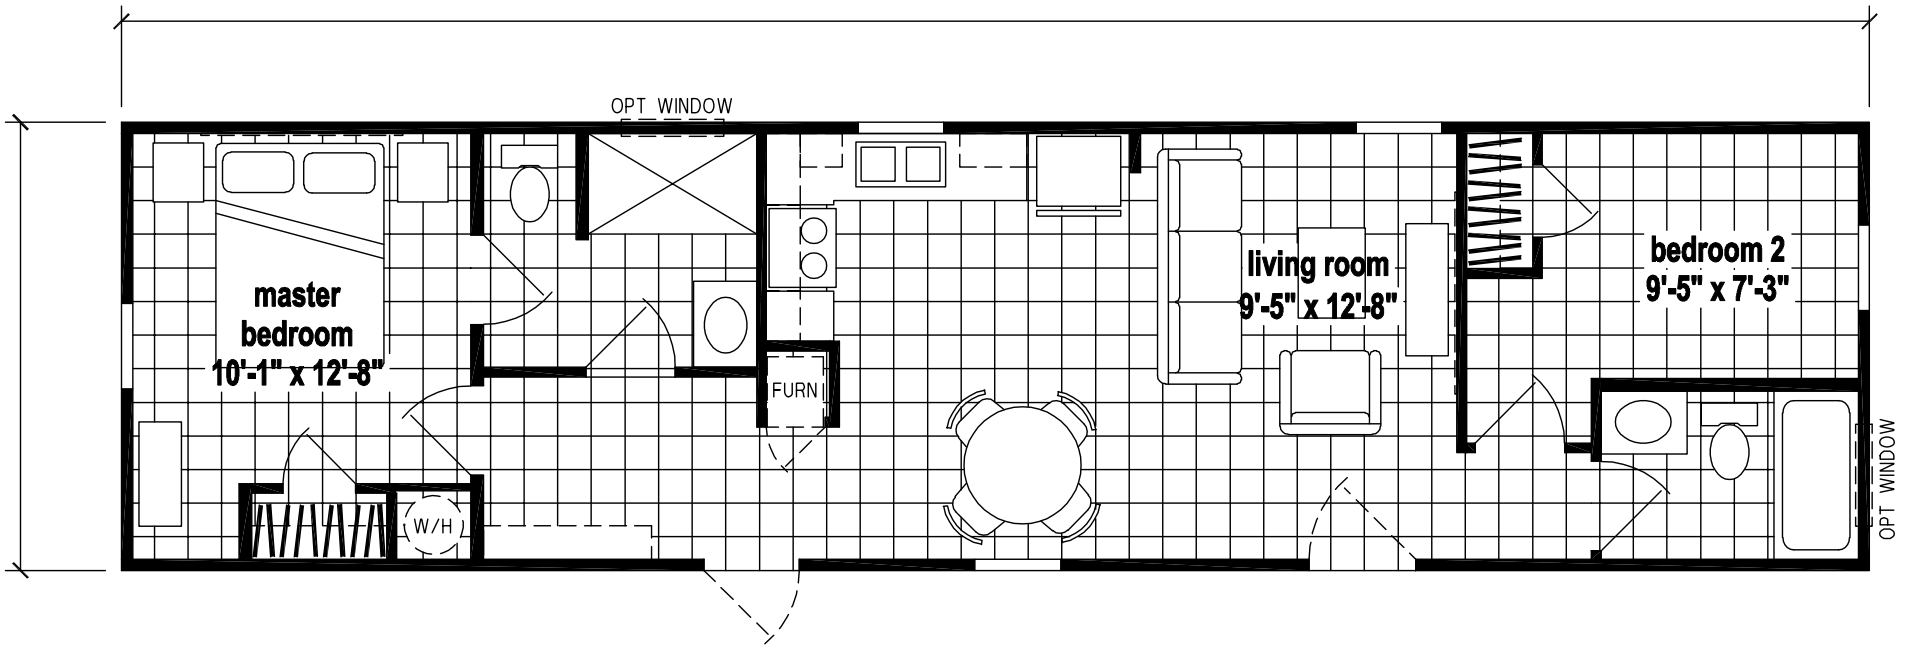 OPT WINDOW
master
bedroom
10'-1" x 12'-8"
FURN
W/H
living room
9'-5" x 12'-8"
bedroom 2
9'-5" x 7'-3"
OPT WINDOW